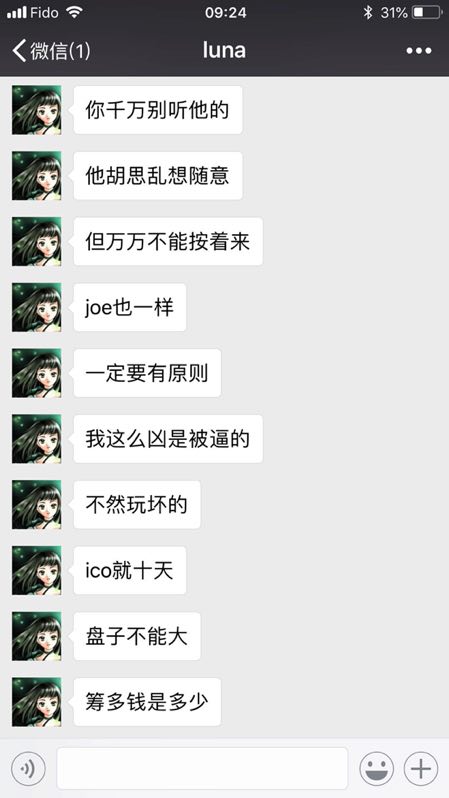 Fido 09:24 31%
微信(1) luna
你千万别听他的
他胡思乱想随意
但万万不能按着来
joe也一样
一定要有原则
我这么凶是被逼的
不然玩坏的
ico就十天
盘子不能大
筹多钱是多少